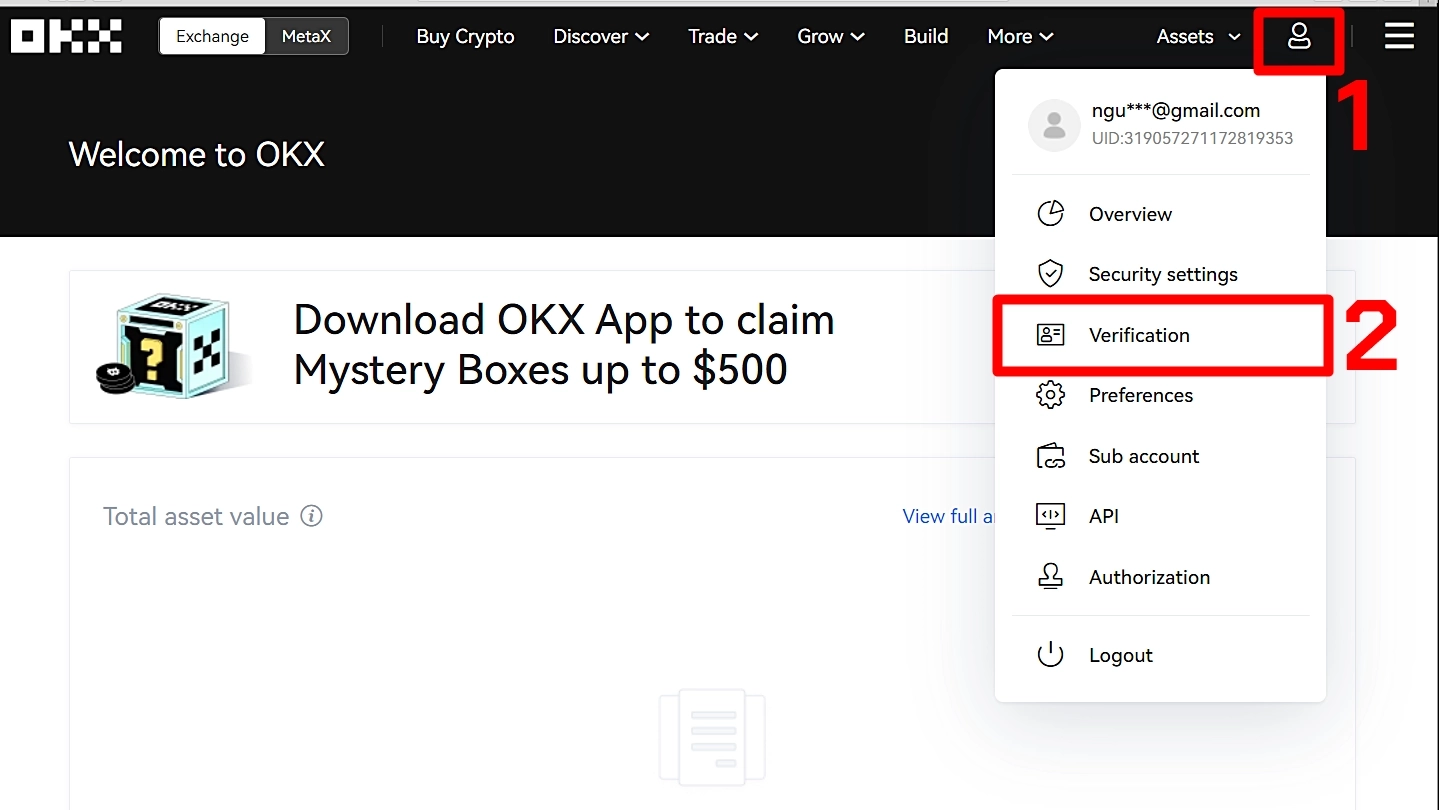 OKX
Exchange MetaX Buy Crypto Discover Trade Grow Build More Assets
1
ngu***@gmail.com
UID:319057271172819353
Welcome to OKX
Overview
Security settings
Verification
2
Preferences
Sub account
API
Authorization
Logout
Download OKX App to claim
Mystery Boxes up to $500
Total asset value
View full a